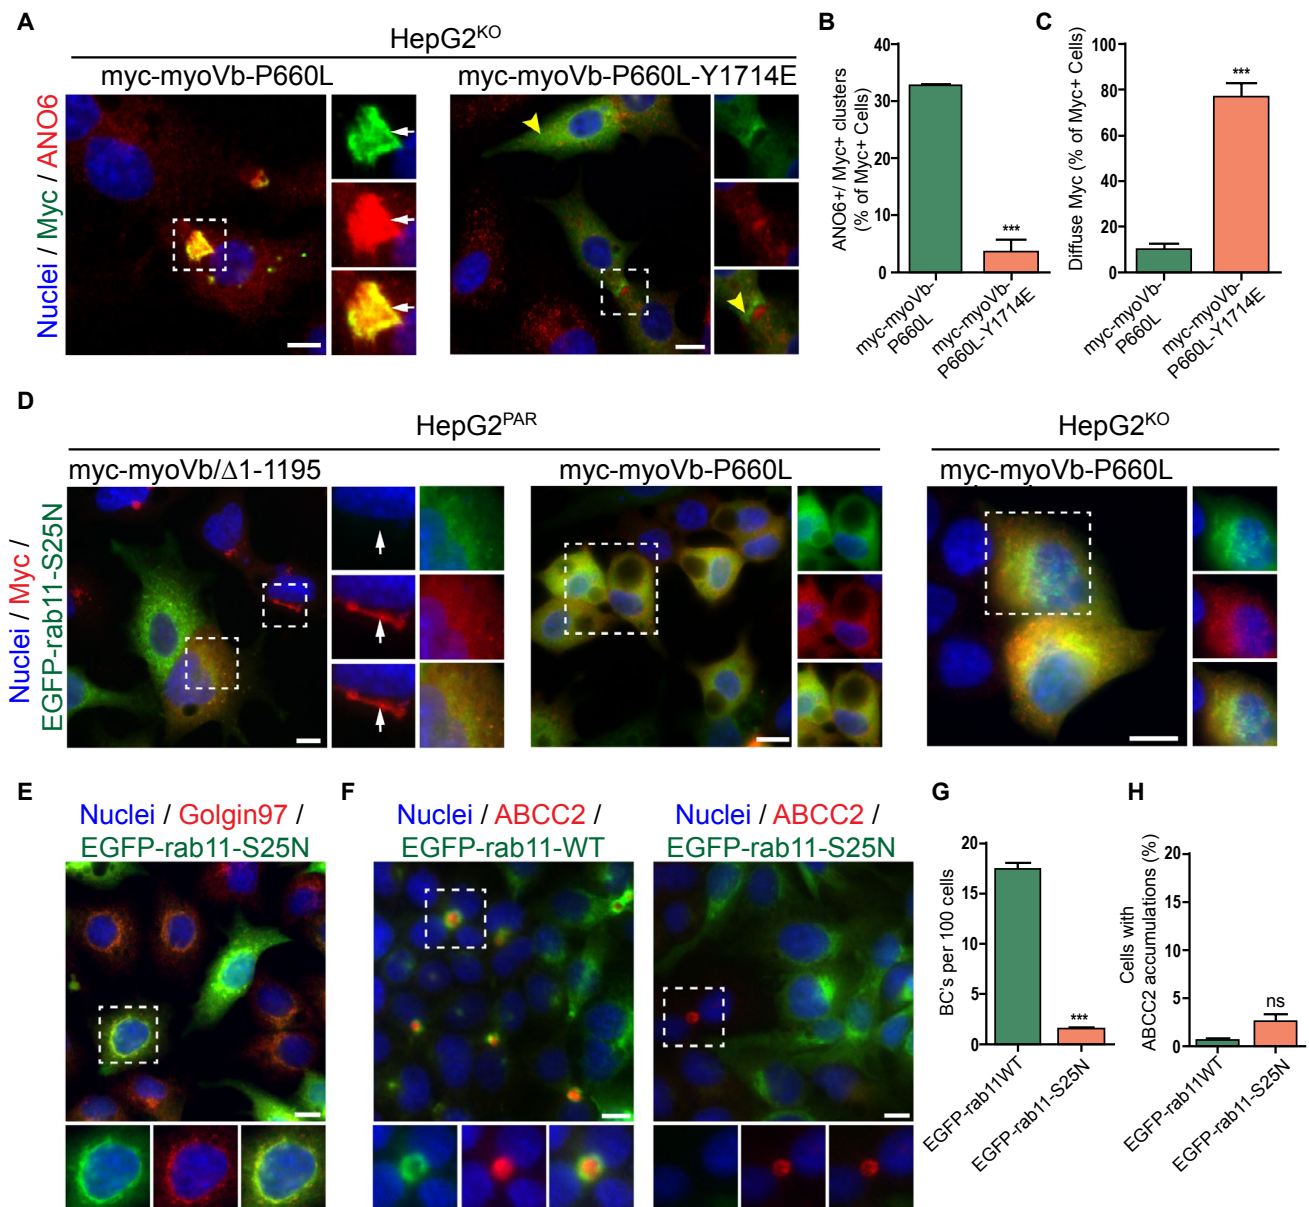 A
HepG2KO
myc-myoVb-P660L
myc-myoVb-P660L-Y1714E
Nuclei / Myc / ANO6
B
ANO6+/ Myc+ clusters
(% of Myc+ Cells)
40
30
20
10
0
***
myc-myoVb-
P660L
myc-myoVb-
P660L-Y1714E
C
Diffuse Myc (% of Myc+ Cells)
100
80
60
40
20
0
***
myc-myoVb-
P660L
myc-myoVb-
P660L-Y1714E
D
HepG2PAR
HepG2KO
myc-myoVb/Δ1-1195
myc-myoVb-P660L
myc-myoVb-P660L
Nuclei / Myc /
EGFP-rab11-S25N
E
Nuclei / Golgin97 /
EGFP-rab11-S25N
F
Nuclei / ABCC2 /
EGFP-rab11-WT
Nuclei / ABCC2 /
EGFP-rab11-S25N
G
BC's per 100 cells
20
15
10
5
0
***
EGFP-rab11WT
EGFP-rab11-S25N
H
Cells with
ABCC2 accumulations (%)
20
15
10
5
0
ns
EGFP-rab11WT
EGFP-rab11-S25N